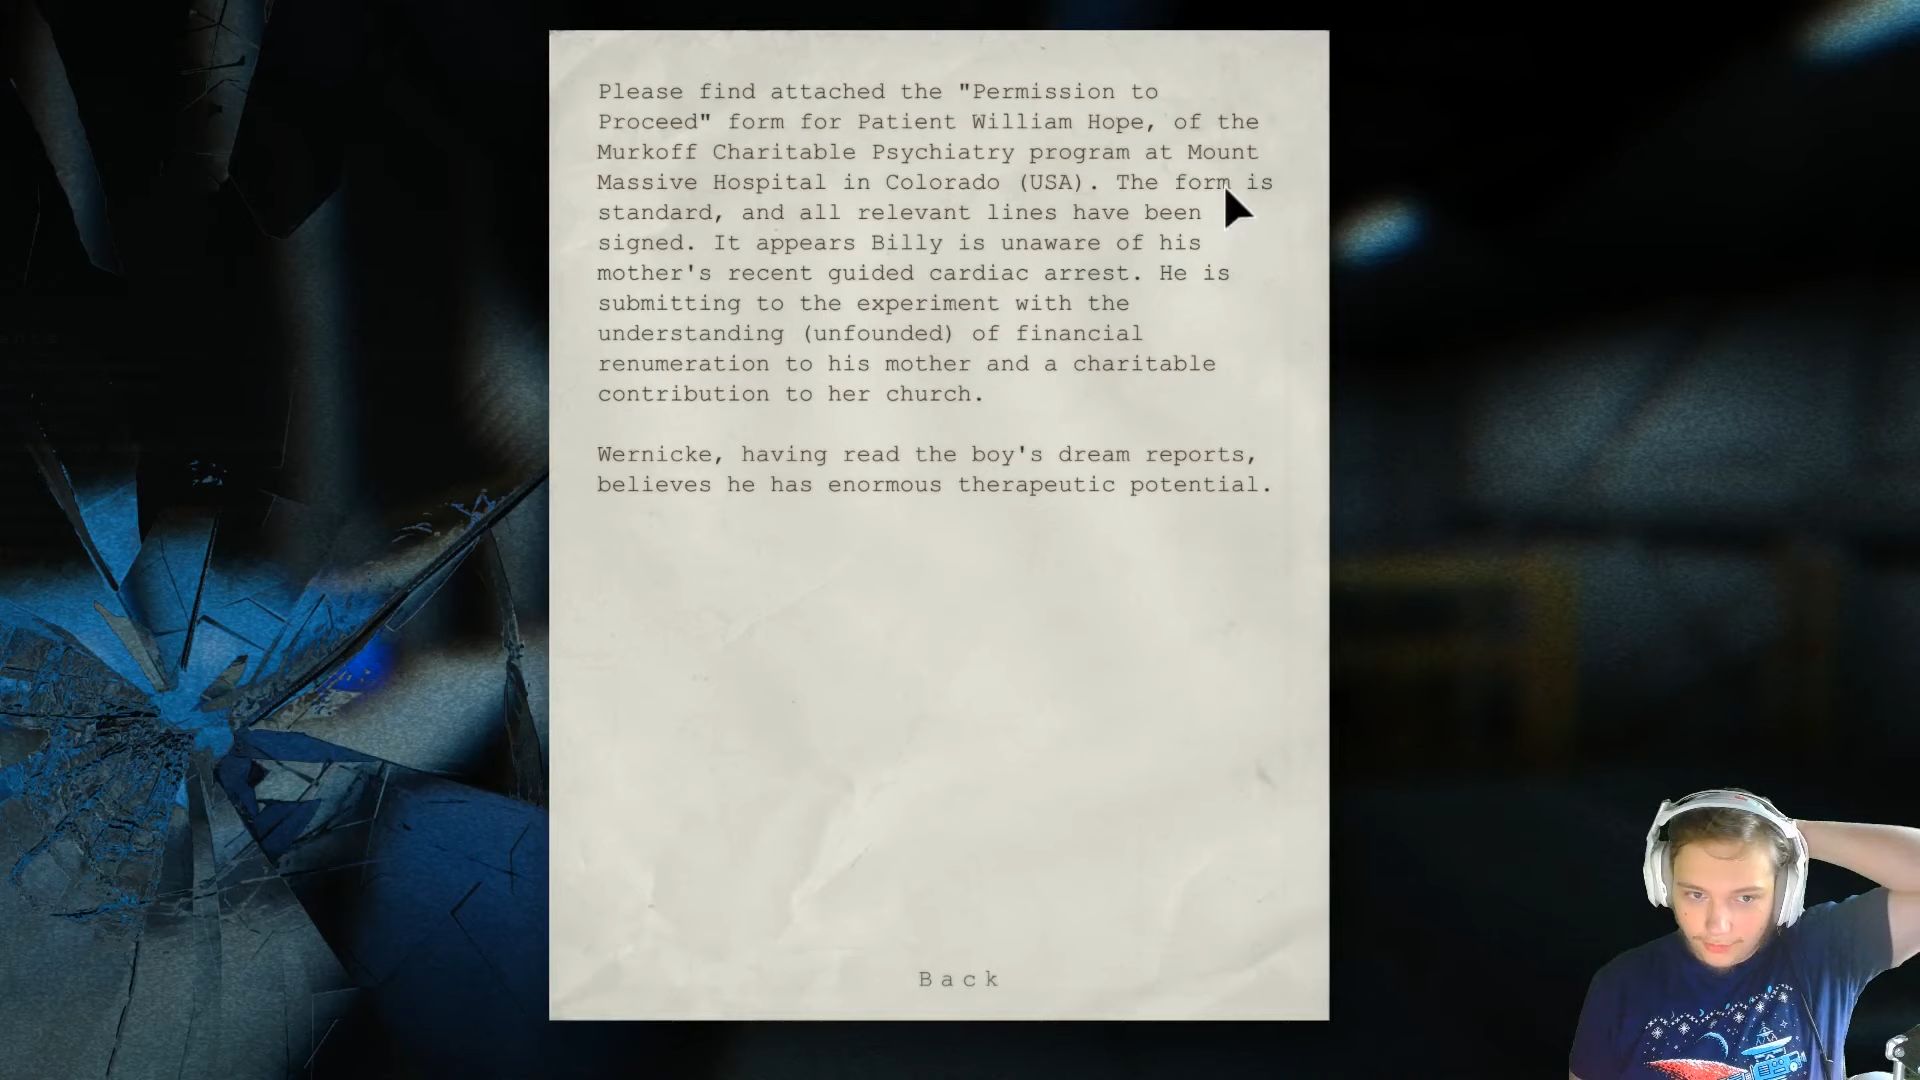 Please find attached the "Permission to
Proceed" form for Patient William Hope, of the
Murkoff Charitable Psychiatry program at Mount
Massive Hospital in Colorado (USA). The form is
standard, and all relevant lines have been
signed. It appears Billy is unaware of his
mother's recent guided cardiac arrest. He is
submitting to the experiment with the
understanding (unfounded) of financial
renumeration to his mother and a charitable
contribution to her church.
Wernicke, having read the boy's dream reports,
believes he has enormous therapeutic potential.
Back